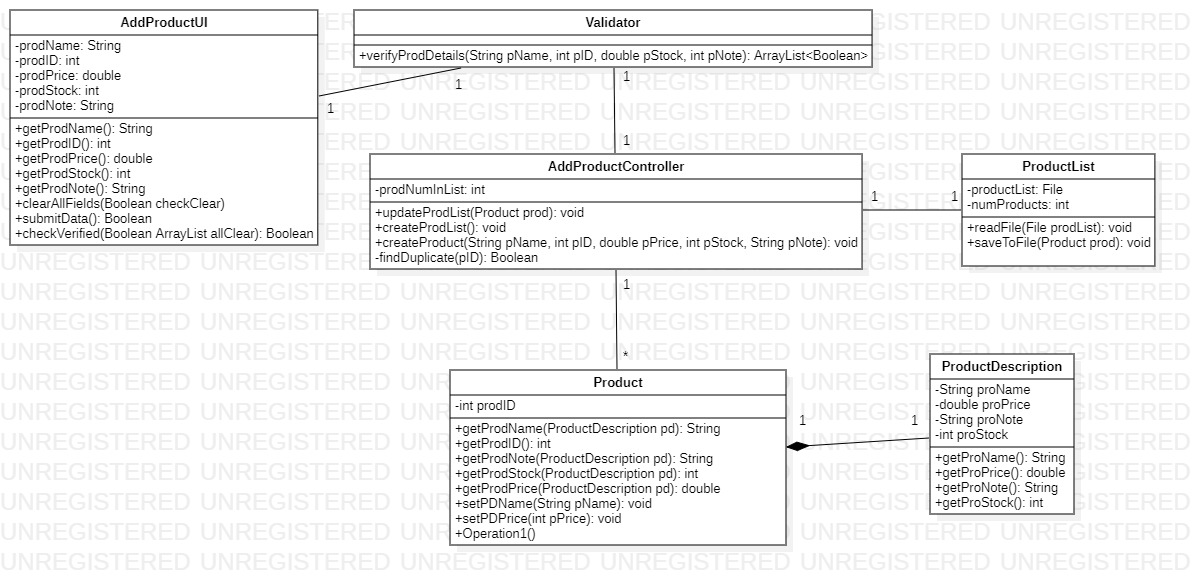 AddProductUI
-prodName: String
-prodID: int
-prodPrice: double
-prodStock: int
-prodNote: String
+getProdName(): String
+getProdID(): int
+getProdPrice(): double
+getProdStock(): int
+getProdNote(): String
+clearAllFields(Boolean checkClear)
+submitData(): Boolean
+checkVerified(Boolean ArrayList allClear): Boolean
1
1
Validator
+verifyProdDetails(String pName, int pID, double pStock, int pNote): ArrayList<Boolean>
1
1
AddProductController
-prodNumInList: int
+updateProdList(Product prod): void
+createProdList(): void
+createProduct(String pName, int pID, double pPrice, int pStock, String pNote): void
-findDuplicate(pID): Boolean
1
1
ProductList
-productList: File
-numProducts: int
+readFile(File prodList): void
+saveToFile(Product prod): void
1
*
Product
-int prodID
+getProdName(ProductDescription pd): String
+getProdID(): int
+getProdNote(ProductDescription pd): String
+getProdStock(ProductDescription pd): int
+getProdPrice(ProductDescription pd): double
+setPDName(String pName): void
+setPDPrice(int pPrice): void
+Operation1()
1
1
ProductDescription
-String proName
-double proPrice
-String proNote
-int proStock
+getProName(): String
+getProPrice(): double
+getProNote(): String
+getProStock(): int
UNREGISTERED UNREGISTERED UNREGISTERED UNREGISTERED UNREGISTERED UNREGISTERED